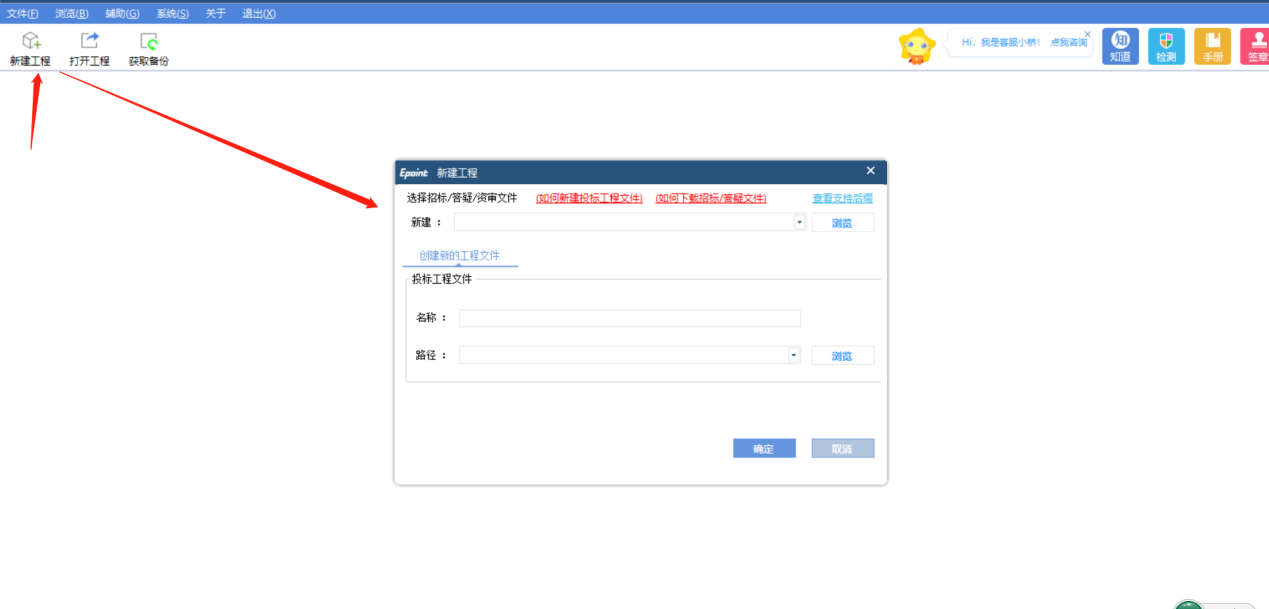 文件(F) 浏览(B) 辅助(G) 系统(S) 关于 退出(X)
新建工程 打开工程 获取备份
Hi，我是客服小桥！ 点我咨询
知
知道 检测 手册 签章
Epoint 新建工程
选择招标/答疑/资审文件 (如何新建投标工程文件) (如何下载招标/答疑文件) 查看支持后缀
新建： 浏览
创建新的工程文件
投标工程文件
名称：
路径： 浏览
确定 取消